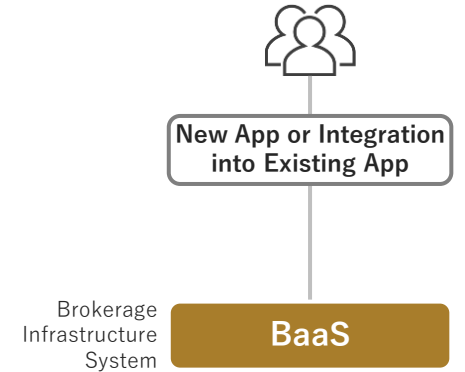 New App or Integration
into Existing App
Brokerage
Infrastructure
System
BaaS